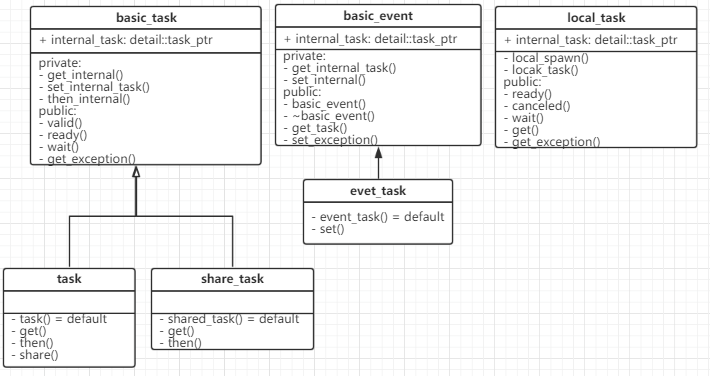 basic_task
+ internal_task: detail::task_ptr
private:
- get_internal()
- set_internal_task()
- then_internal()
public:
- valid()
- ready()
- wait()
- get_exception()
basic_event
+ internal_task: detail::task_ptr
private:
- get_internal_task()
- set_internal()
public:
- basic_event()
- ~basic_event()
- get_task()
- set_exception()
local_task
+ internal_task: detail::task_ptr
- local_spawn()
- locak_task()
public:
- ready()
- canceled()
- wait()
- get()
- get_exception()
evet_task
- event_task() = default
- set()
task
- task() = default
- get()
- then()
- share()
share_task
- shared_task() = default
- get()
- then()